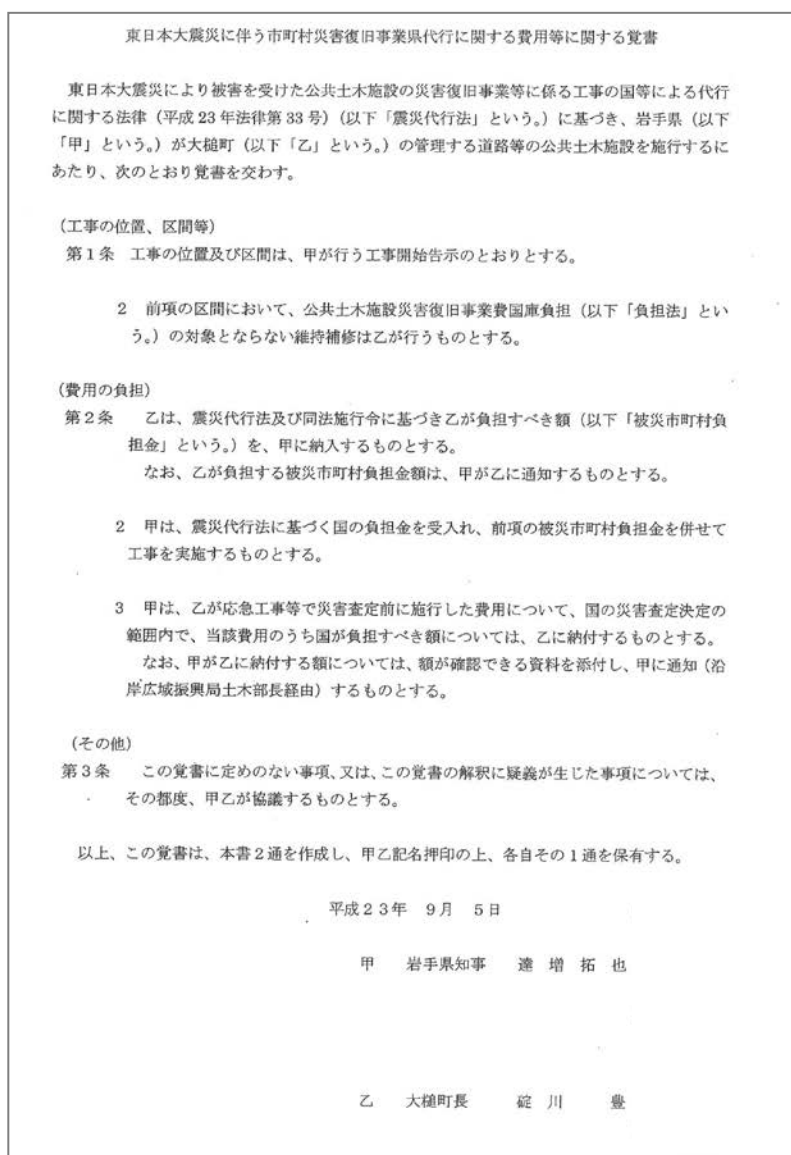 東日本大震災に伴う市町村災害復旧事業県代行に関する費用等に関する覚書
東日本大震災により被害を受けた公共土木施設の災害復旧事業等に係る工事の国等による代行
に関する法律（平成 23 年法律第 33 号）（以下「震災代行法」という。）に基づき、岩手県（以下
「甲」という。）が大槌町（以下「乙」という。）の管理する道路等の公共土木施設を施行するに
あたり、次のとおり覚書を交わす。
（工事の位置、区間等）
第１条　工事の位置及び区間は、甲が行う工事開始告示のとおりとする。
２　前項の区間において、公共土木施設災害復旧事業費国庫負担（以下「負担法」とい
う。）の対象とならない維持補修は乙が行うものとする。
（費用の負担）
第２条　乙は、震災代行法及び同法施行令に基づき乙が負担すべき額（以下「被災市町村負
担金」という。）を、甲に納入するものとする。
なお、乙が負担する被災市町村負担金額は、甲が乙に通知するものとする。
２　甲は、震災代行法に基づく国の負担金を受入れ、前項の被災市町村負担金を併せて
工事を実施するものとする。
３　甲は、乙が応急工事等で災害査定前に施行した費用について、国の災害査定決定の
範囲内で、当該費用のうち国が負担すべき額については、乙に納付するものとする。
なお、甲が乙に納付する額については、額が確認できる資料を添付し、甲に通知（沿
岸広域振興局土木部長経由）するものとする。
（その他）
第３条　この覚書に定めのない事項、又は、この覚書の解釈に疑義が生じた事項については、
その都度、甲乙が協議するものとする。
以上、この覚書は、本書２通を作成し、甲乙記名押印の上、各自その１通を保有する。
平成２３年　９月　５日
甲　岩手県知事　達　増　拓　也
乙　大槌町長　碇　川　豊